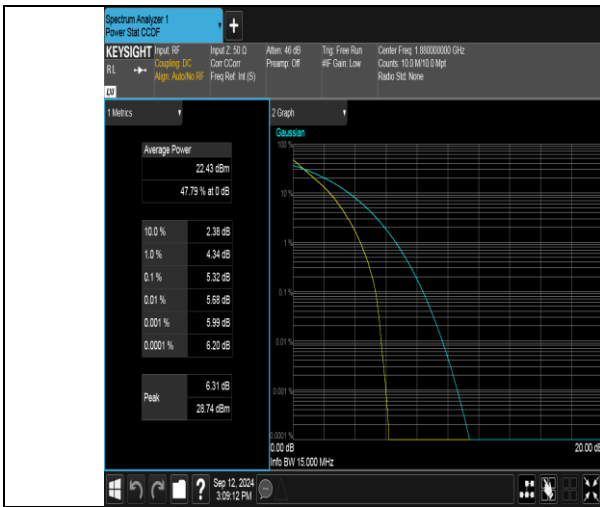 Spectrum Analyzer 1
Power Stat CCDF
+
KEYSIGHT Input: RF Input Z: 50 Ω Atten: 46 dB Trig: Free Run Center Freq: 1.880000000 GHz
R L Coupling: DC Corr CCorr Preamp: Off #IF Gain: Low Counts: 10.0 M/10.0 Mpt
Align: Auto/No RF Freq Ref: Int (S) Radio Std: None
LXI
1 Metrics
Average Power
22.43 dBm
47.79 % at 0 dB
10.0 % 2.38 dB
1.0 % 4.34 dB
0.1 % 5.32 dB
0.01 % 5.68 dB
0.001 % 5.99 dB
0.0001 % 6.20 dB
Peak 6.31 dB
28.74 dBm
2 Graph
Gaussian
100 %
10 %
1 %
0.1 %
0.01 %
0.001 %
0.0001 %
0.00 dB 20.00 dB
Info BW 15.000 MHz
? Sep 12, 2024
3:09:12 PM